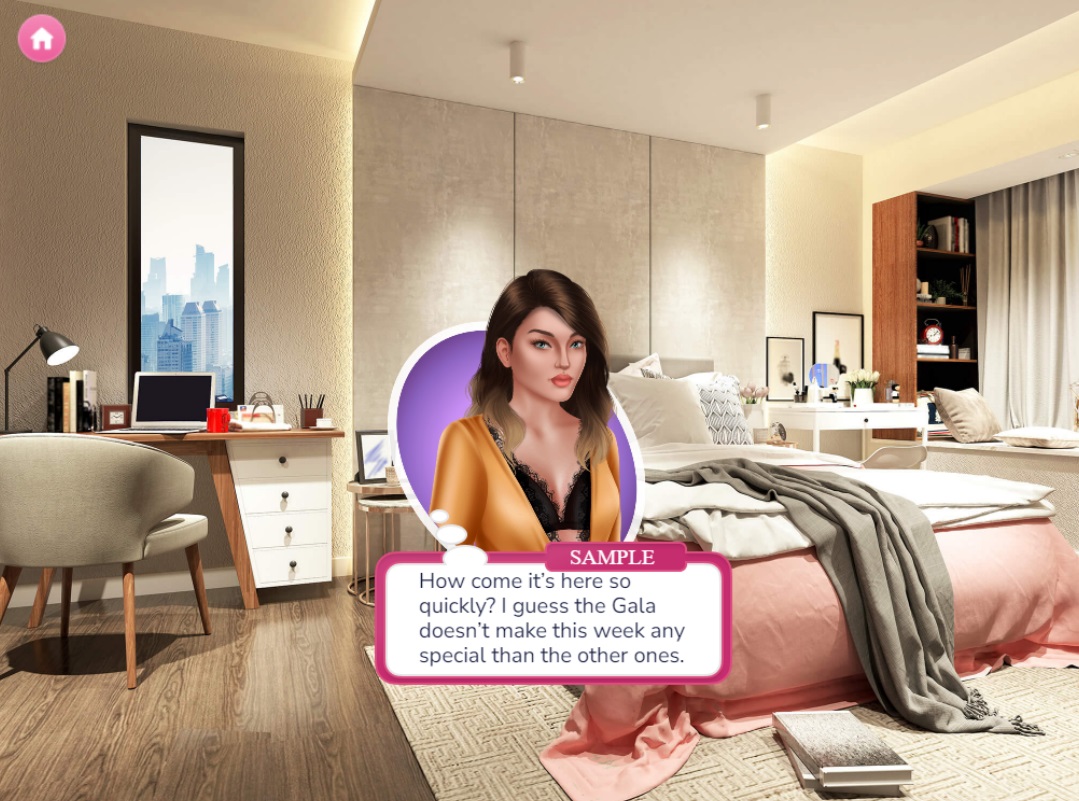 SAMPLE
How come it’s here so
quickly? I guess the Gala
doesn’t make this week any
special than the other ones.